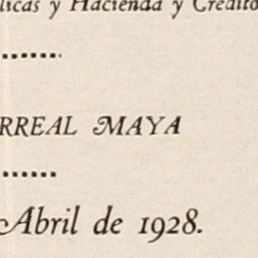 licas y Hacienda y Crédito
RREAL MAYA
Abril de 1928.